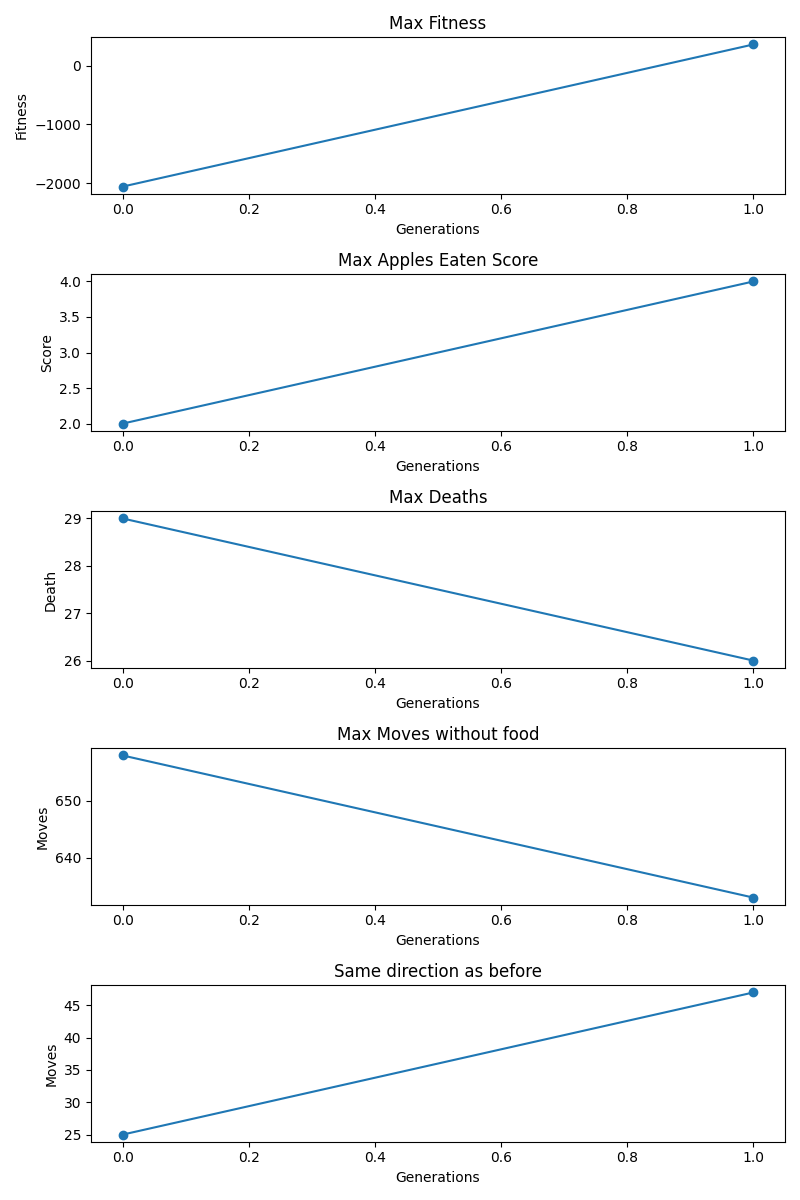 Max Fitness
0
−1000
−2000
Fitness
0.0 0.2 0.4 0.6 0.8 1.0
Generations
Max Apples Eaten Score
4.0
3.5
3.0
2.5
2.0
Score
0.0 0.2 0.4 0.6 0.8 1.0
Generations
Max Deaths
29
28
27
26
Death
0.0 0.2 0.4 0.6 0.8 1.0
Generations
Max Moves without food
650
640
Moves
0.0 0.2 0.4 0.6 0.8 1.0
Generations
Same direction as before
45
40
35
30
25
Moves
0.0 0.2 0.4 0.6 0.8 1.0
Generations